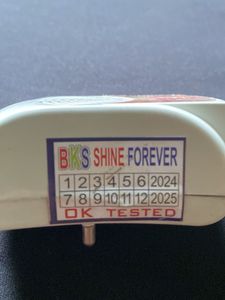 BKS SHINE FOREVER
1 2 3 4 5 6 2024
7 8 9 10 11 12 2025
OK TESTED